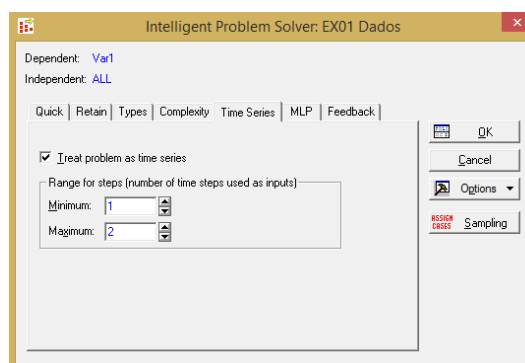 Intelligent Problem Solver: EX01 Dados
Dependent: Var1
Independent: ALL
Quick Retain Types Complexity Time Series MLP Feedback
OK
Treat problem as time series
Cancel
Range for steps (number of time steps used as inputs)
Options
Minimum: 1
ASSIGN CASES Sampling
Maximum: 2